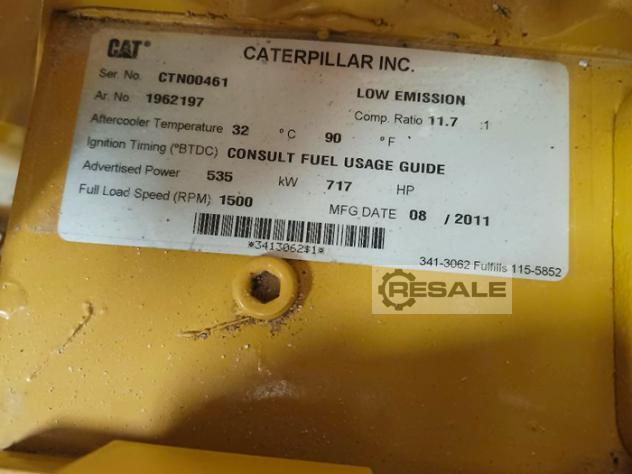 CAT® CATERPILLAR INC.
Ser. No. CTN00461 LOW EMISSION
Ar. No 1962197 Comp. Ratio 11.7 :1
Aftercooler Temperature 32 °C 90 °F
Ignition Timing (°BTDC) CONSULT FUEL USAGE GUIDE
Advertised Power 535 kW 717 HP
Full Load Speed (RPM) 1500 MFG DATE 08 / 2011
*3413062$1*
341-3062 Fulfills 115-5852
RESALE